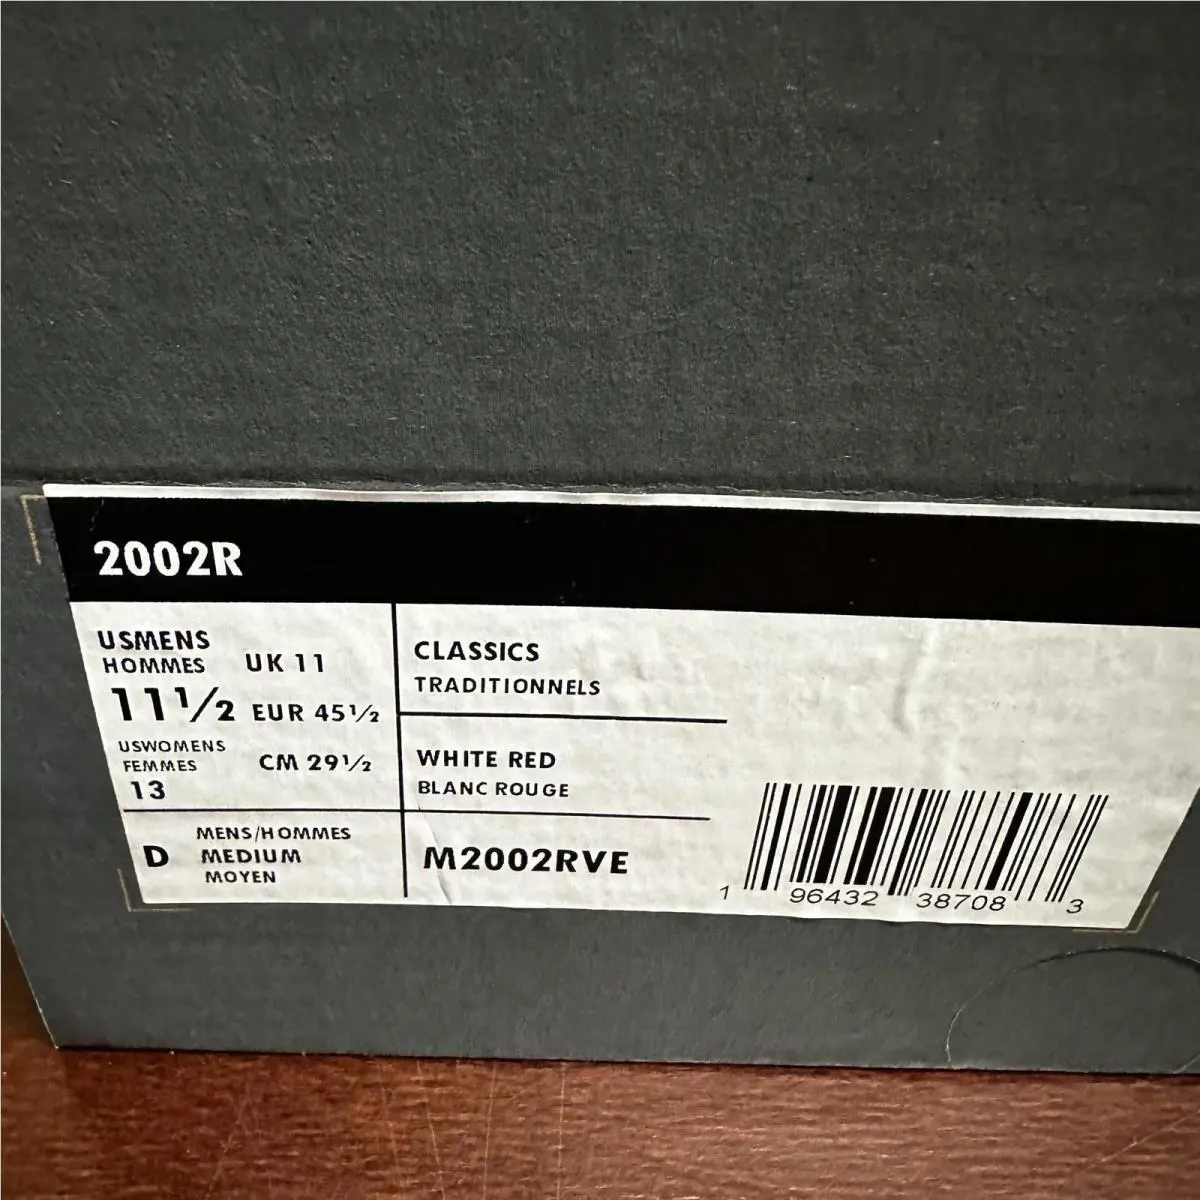 2002R
USMENS
HOMMES UK 11
11½ EUR 45½
USWOMENS
FEMMES CM 29½
13
D MENS/HOMMES
MEDIUM
MOYEN
CLASSICS
TRADITIONNELS
WHITE RED
BLANC ROUGE
M2002RVE
1 96432 38708 3